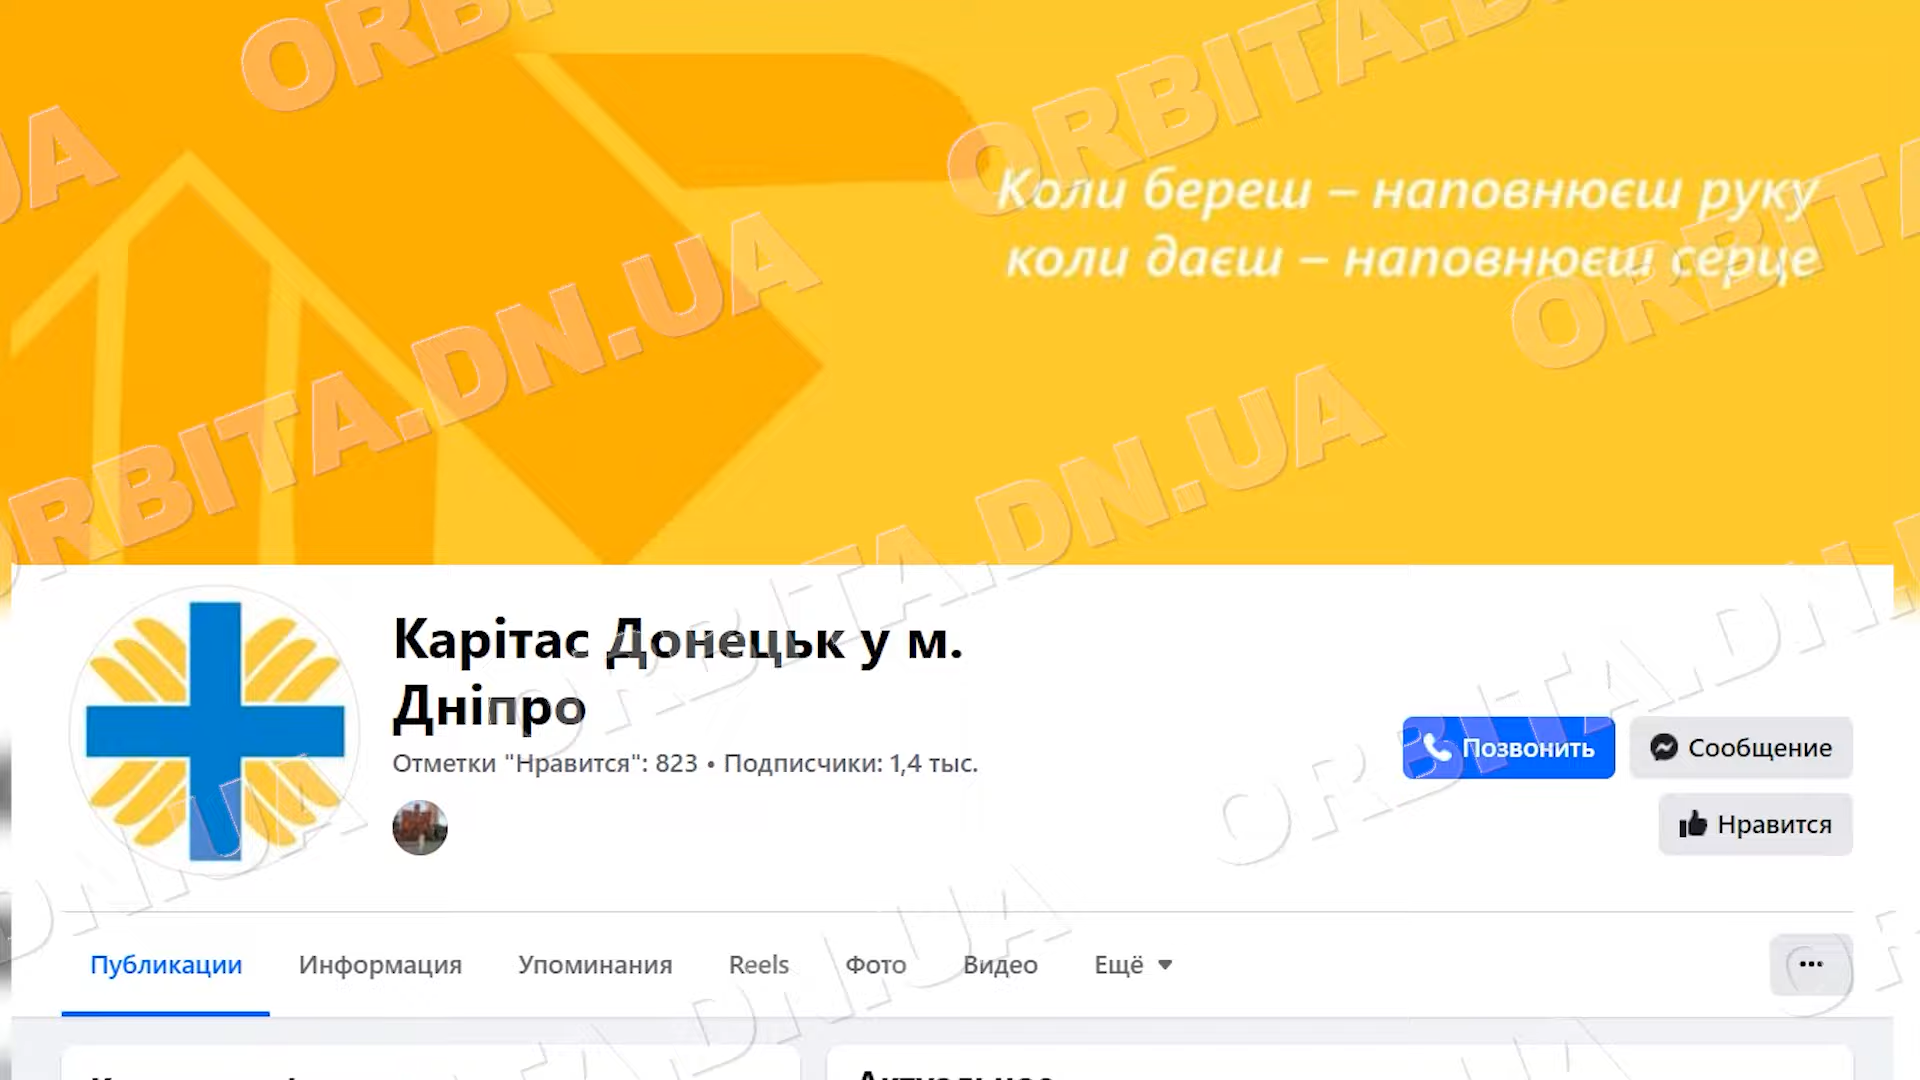 ORBITA.DN.UA
Коли береш – наповнюєш руку
коли даєш – наповнюєш серце
Карітас Донецьк у м.
Дніпро
Отметки "Нравится": 823 • Подписчики: 1,4 тыс.
Позвонить
Сообщение
Нравится
Публикации
Информация
Упоминания
Reels
Фото
Видео
Ещё
Актуальное